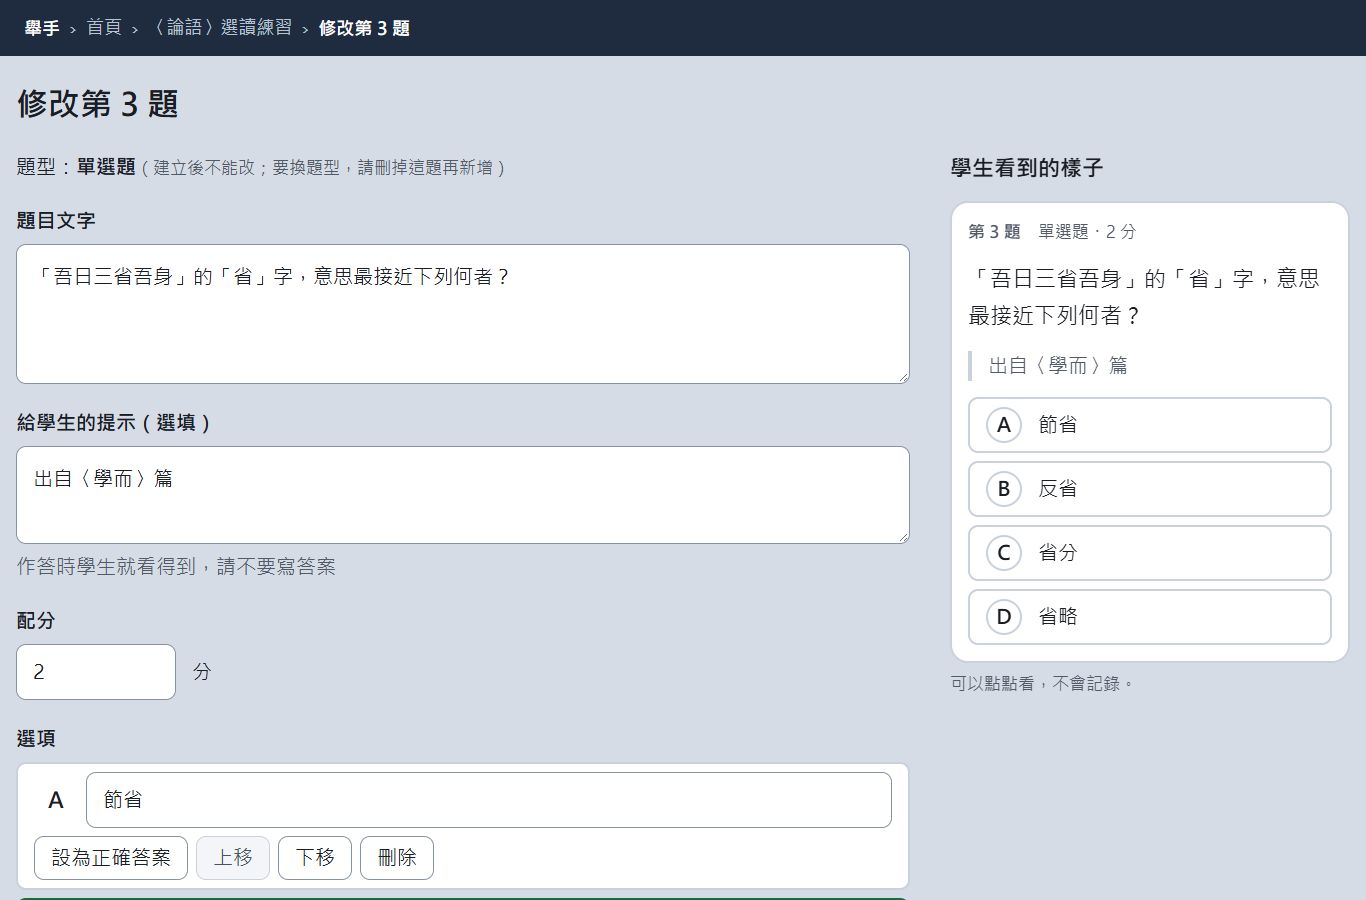 舉手 › 首頁 › 〈論語〉選讀練習 › 修改第 3 題
修改第 3 題
題型：單選題（建立後不能改；要換題型，請刪掉這題再新增）
題目文字
「吾日三省吾身」的「省」字，意思最接近下列何者？
給學生的提示（選填）
出自〈學而〉篇
作答時學生就看得到，請不要寫答案
配分
2 分
選項
A 節省
設為正確答案 上移 下移 刪除
學生看到的樣子
第 3 題 單選題・2 分
「吾日三省吾身」的「省」字，意思
最接近下列何者？
出自〈學而〉篇
A 節省
B 反省
C 省分
D 省略
可以點點看，不會記錄。